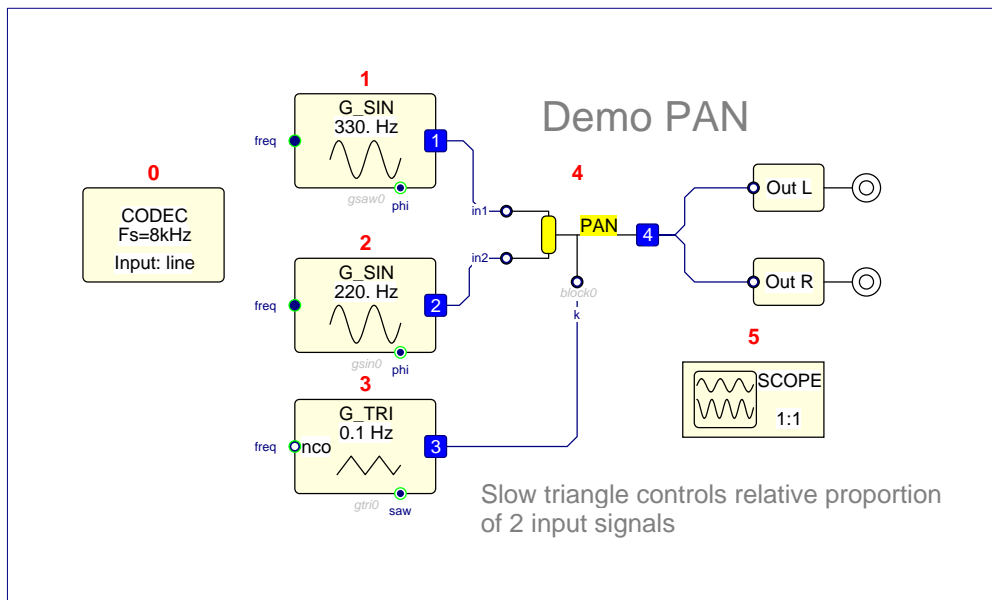 Demo PAN
0
CODEC
Fs=8kHz
Input: line
1
G_SIN
330. Hz
freq
1
gsaw0
phi
2
G_SIN
220. Hz
freq
2
gsin0
phi
3
G_TRI
0.1 Hz
freq
nco
3
gtri0
saw
4
in1
in2
PAN
4
block0
k
Out L
Out R
5
SCOPE
1:1
Slow triangle controls relative proportion
of 2 input signals